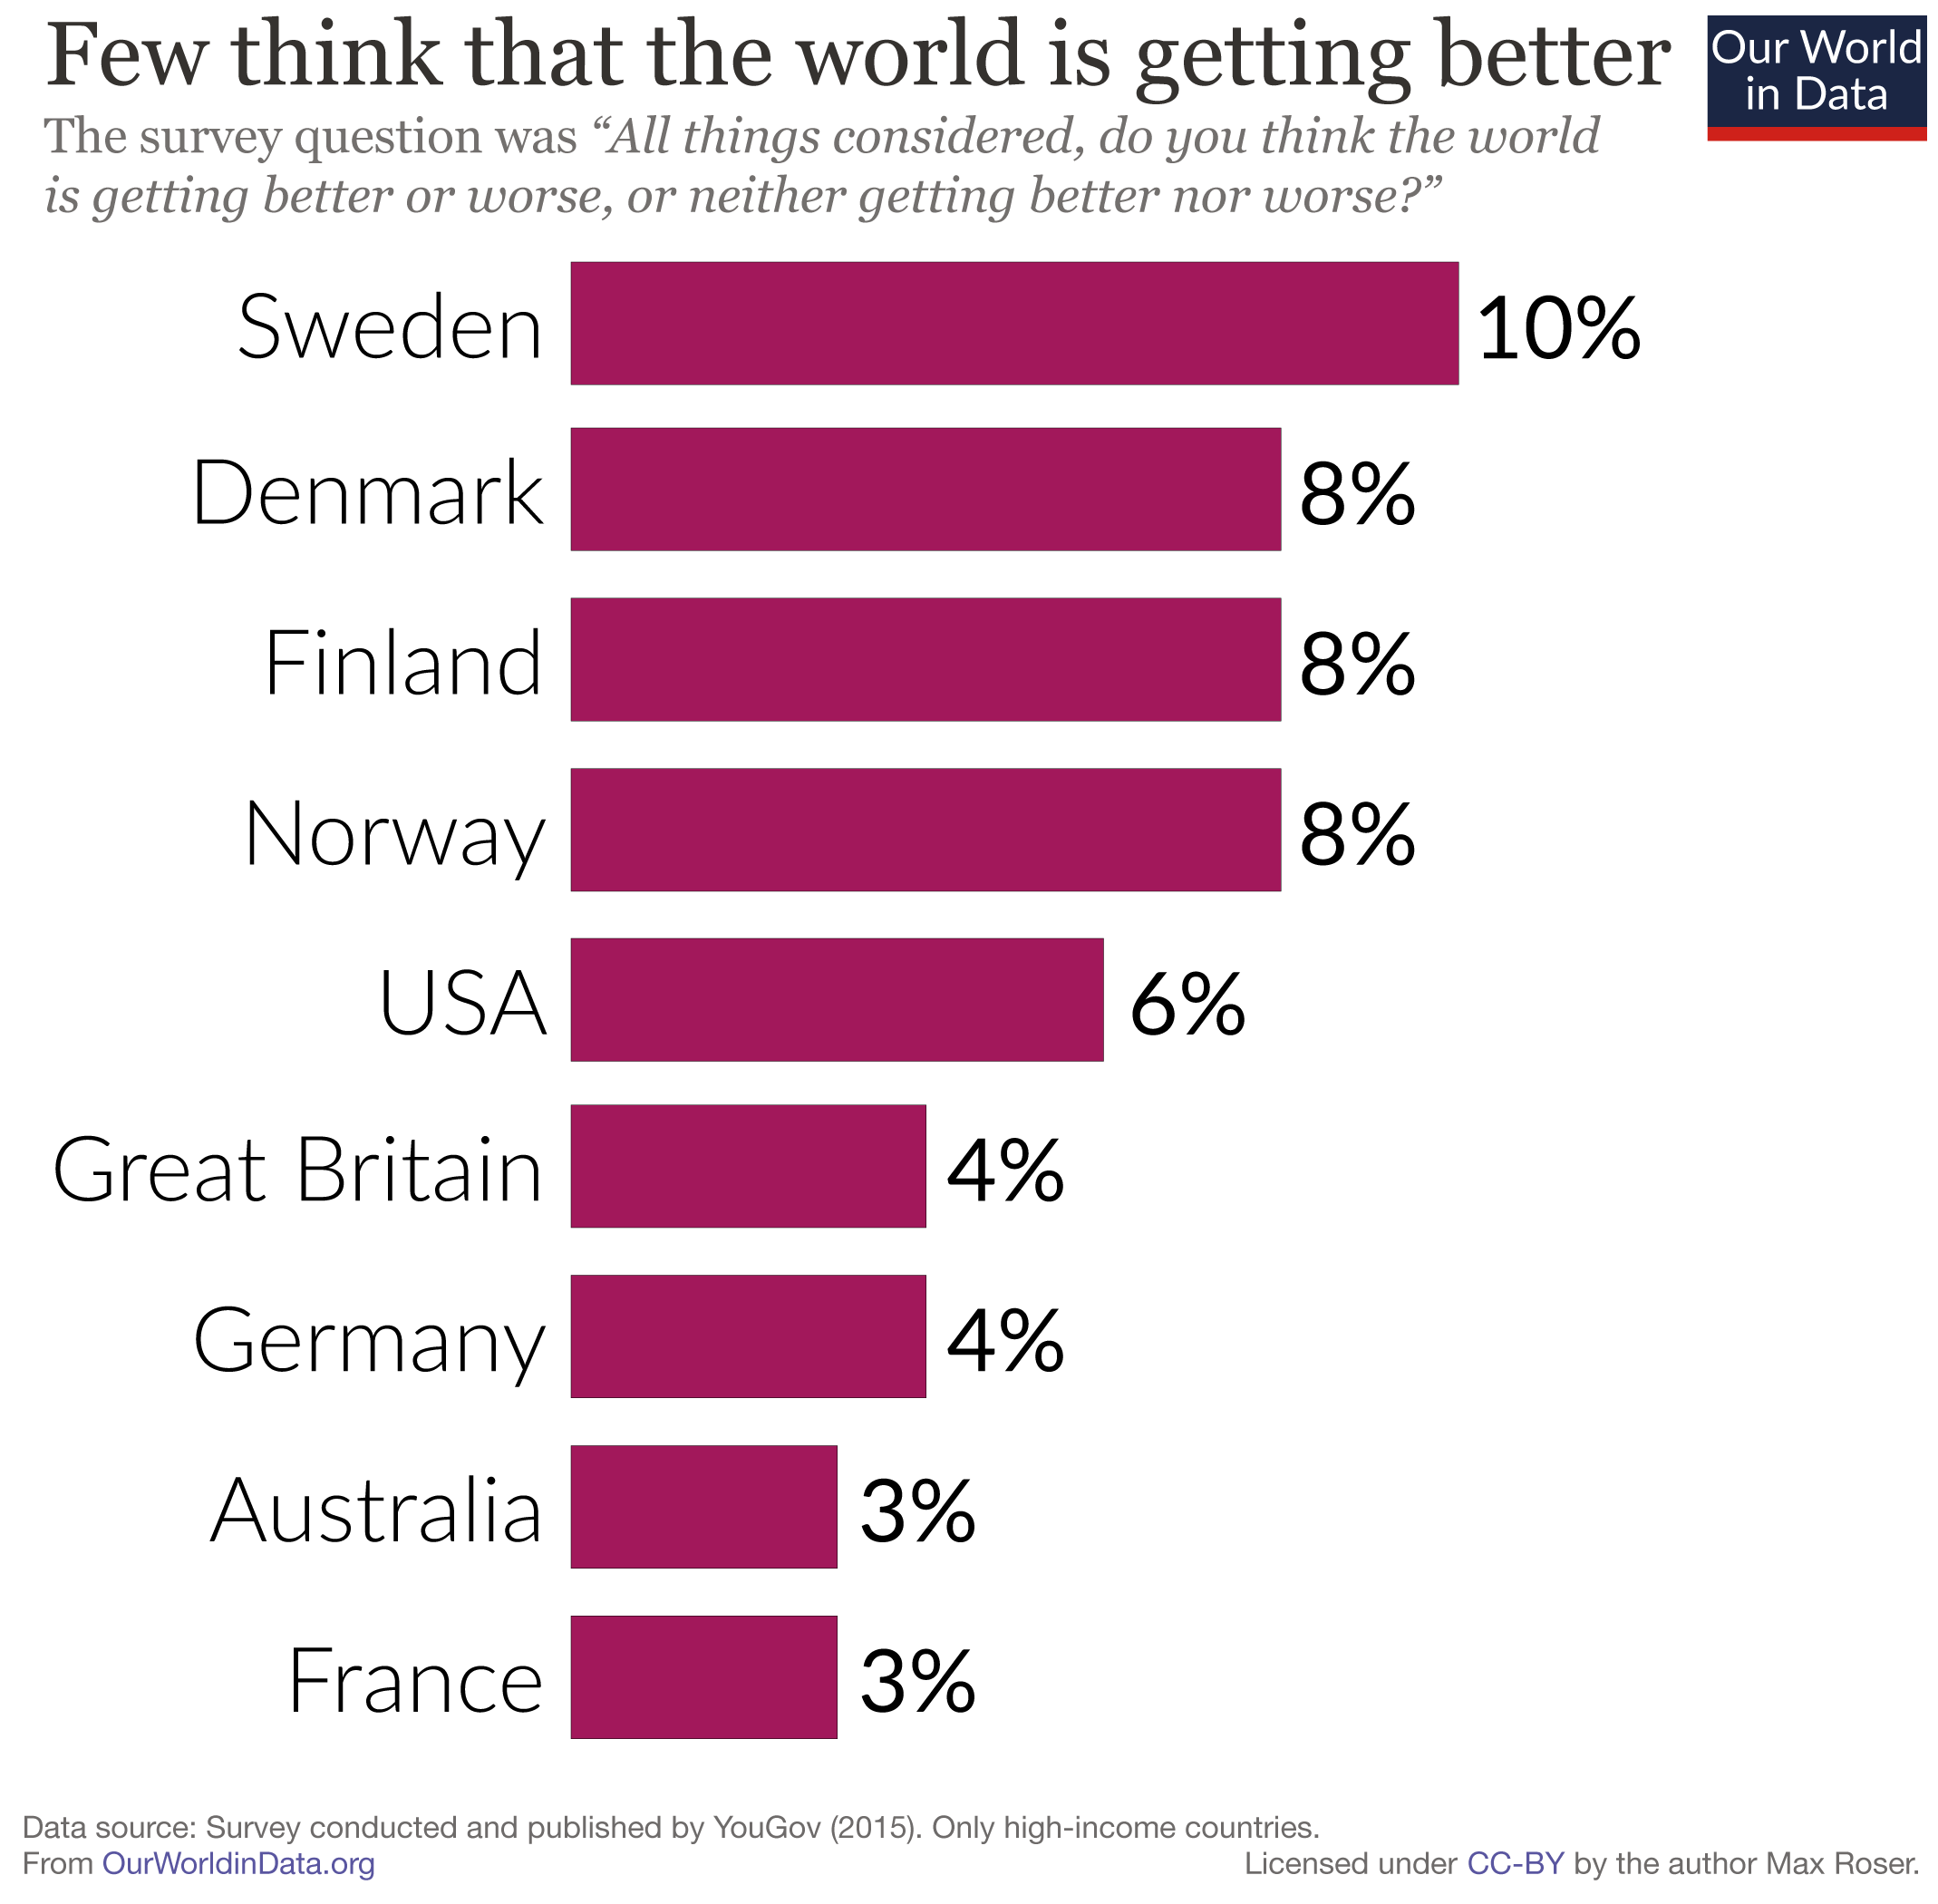 Few think that the world is getting better
Our World
in Data
The survey question was “All things considered, do you think the world
is getting better or worse, or neither getting better nor worse?”
Sweden 10%
Denmark 8%
Finland 8%
Norway 8%
USA 6%
Great Britain 4%
Germany 4%
Australia 3%
France 3%
Data source: Survey conducted and published by YouGov (2015). Only high-income countries.
From OurWorldinData.org Licensed under CC-BY by the author Max Roser.